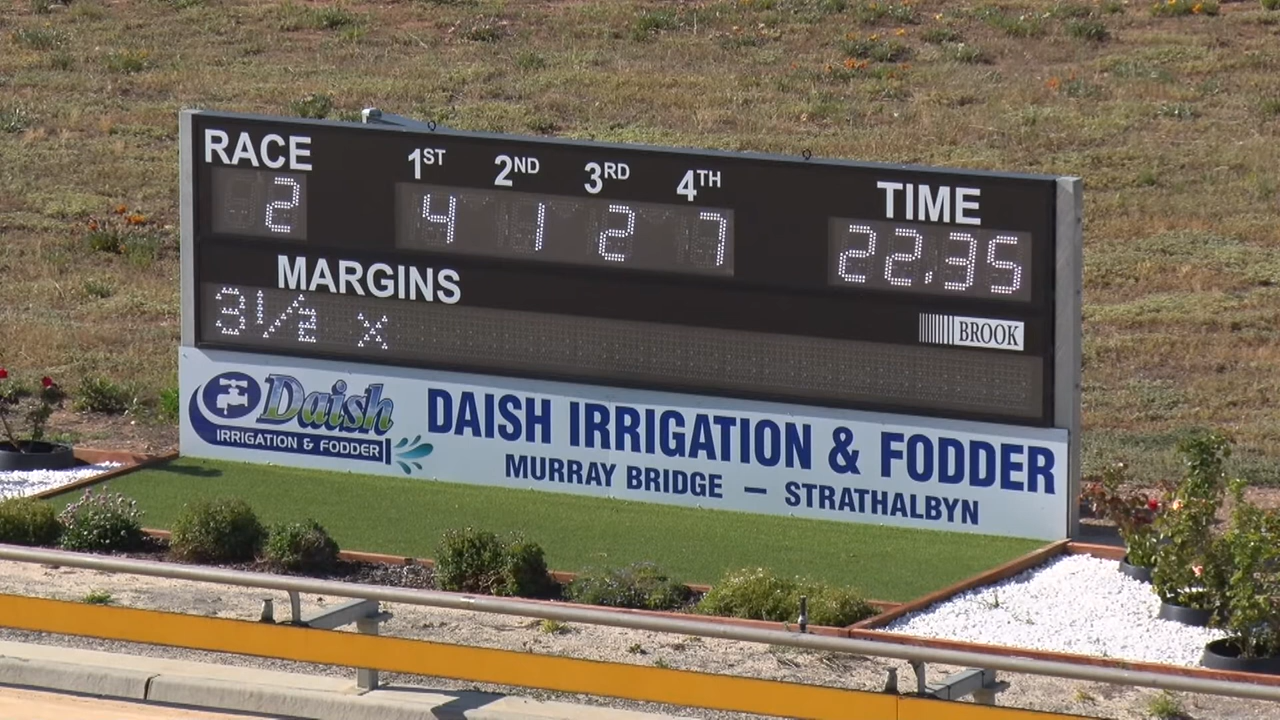 RACE 1ST 2ND 3RD 4TH TIME
2 4 1 2 7 22.35
MARGINS
3 1/2 X
BROOK
Daish
IRRIGATION & FODDER
DAISH IRRIGATION & FODDER
MURRAY BRIDGE – STRATHALBYN